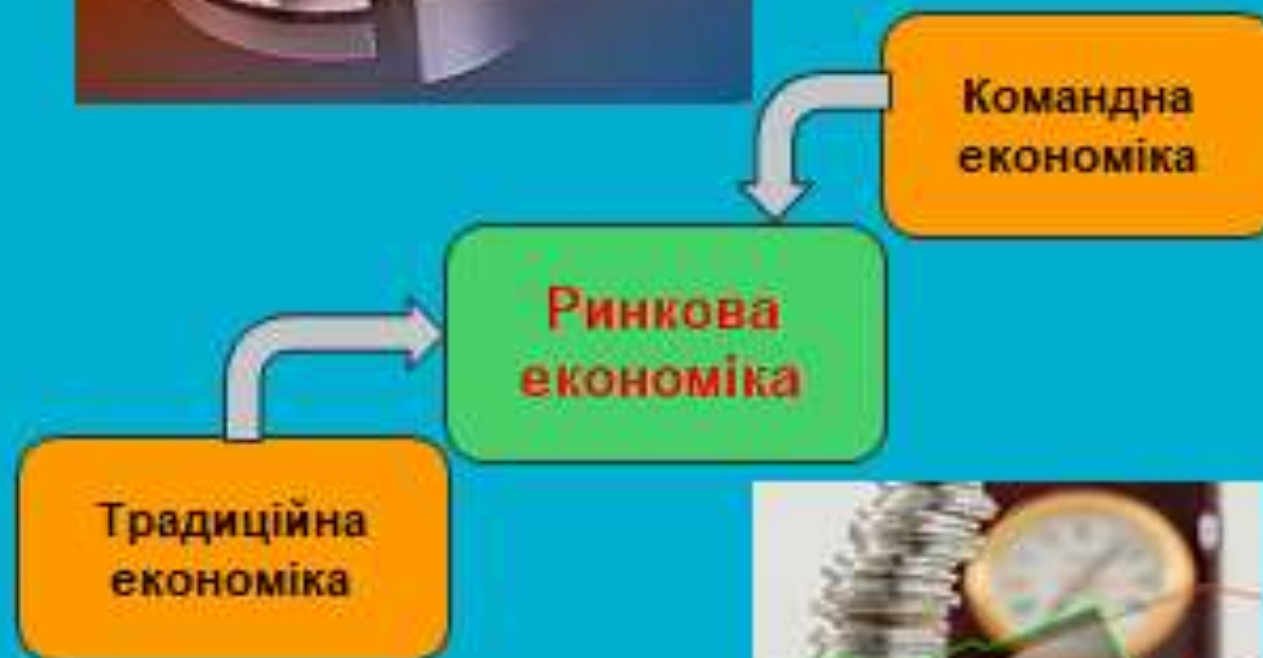 Командна
економіка
Ринкова
економіка
Традиційна
економіка